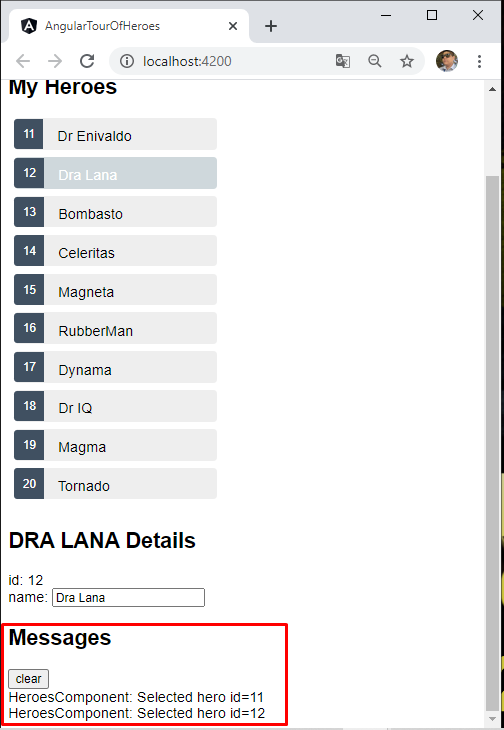 AngularTourOfHeroes
localhost:4200
My Heroes
11 Dr Enivaldo
12 Dra Lana
13 Bombasto
14 Celeritas
15 Magneta
16 RubberMan
17 Dynama
18 Dr IQ
19 Magma
20 Tornado
DRA LANA Details
id: 12
name: Dra Lana
Messages
clear
HeroesComponent: Selected hero id=11
HeroesComponent: Selected hero id=12